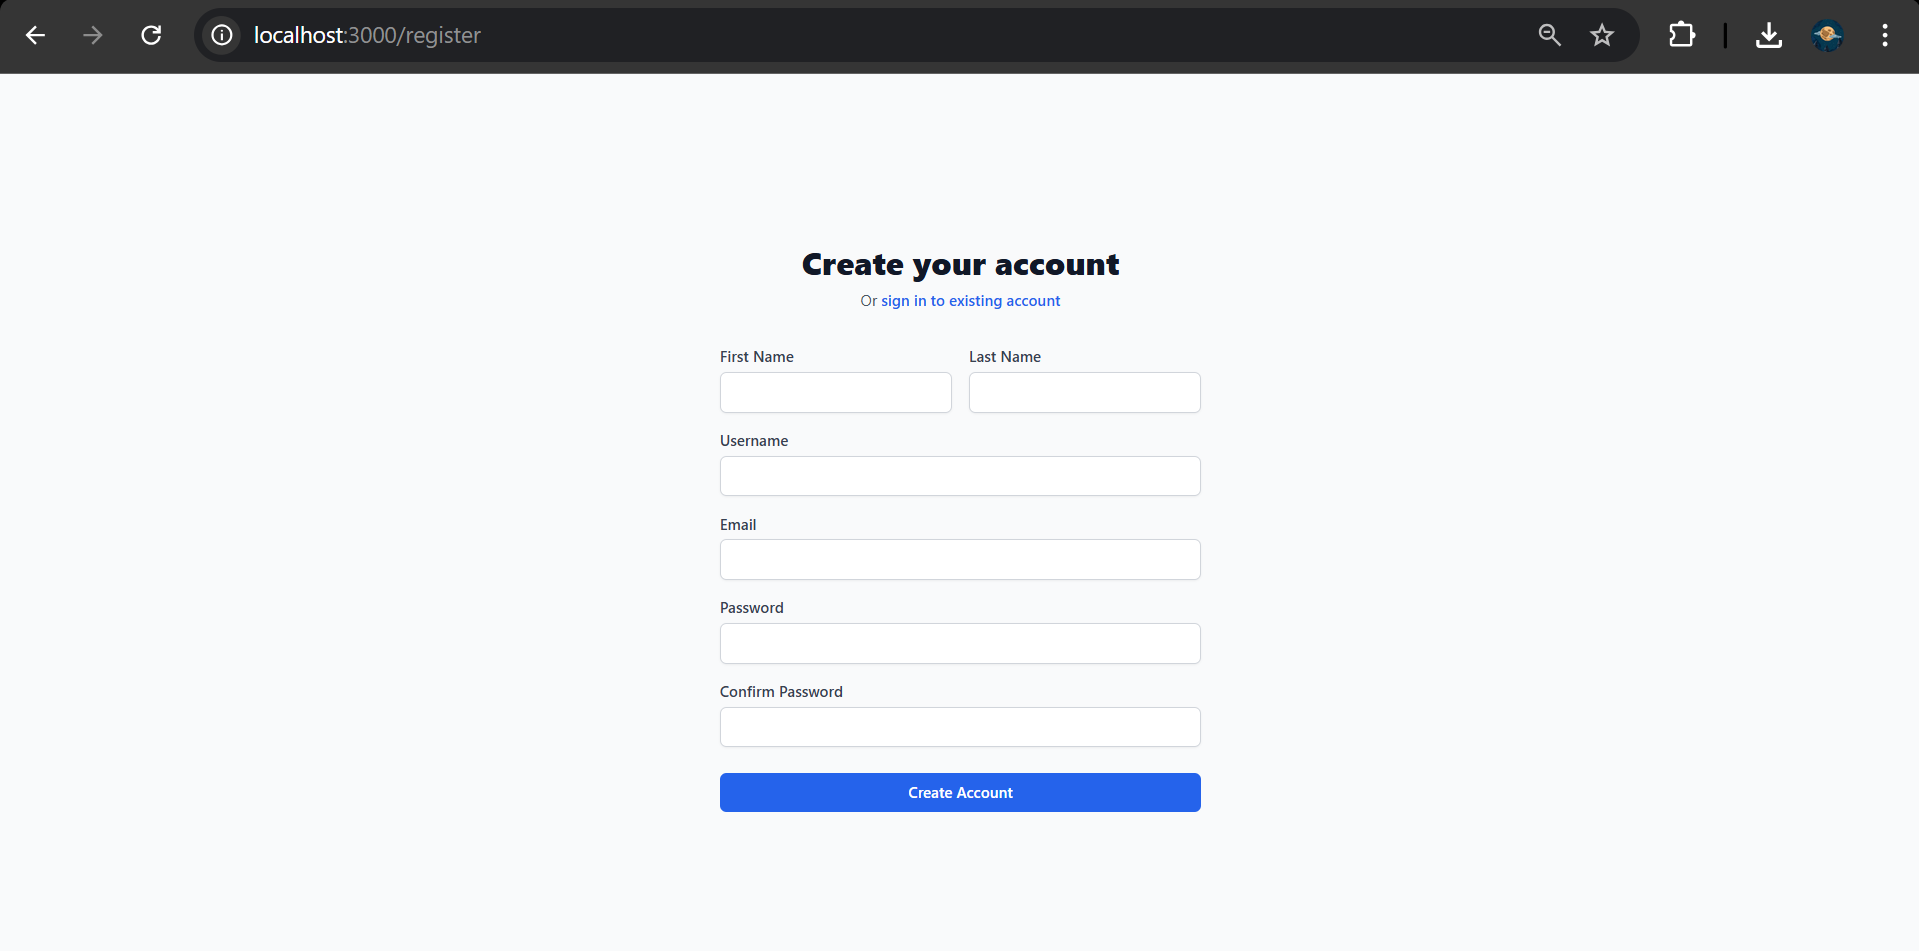 localhost:3000/register
Create your account
Or sign in to existing account
First Name Last Name
Username
Email
Password
Confirm Password
Create Account